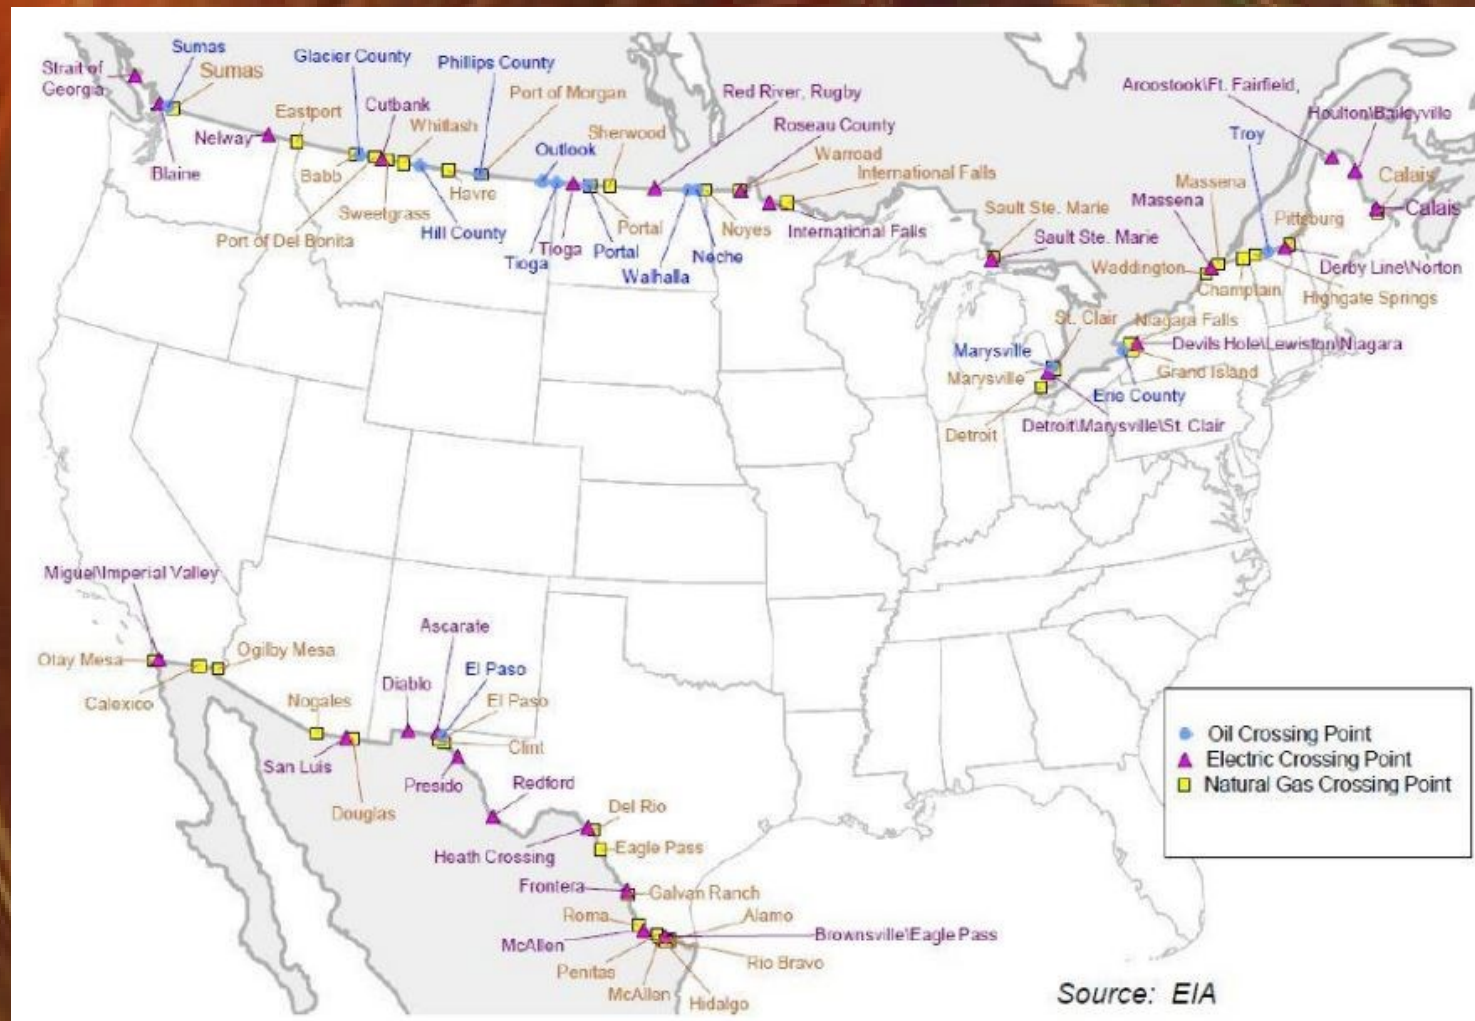 Sumas
Glacier County
Phillips County
Strait of
Georgia
Sumas
Cutbank
Port of Morgan
Red River, Rugby
Aroostook\Ft. Fairfield,
Eastport
Whitlash
Sherwood
Roseau County
Houlton\Baileyville
Nelway
Outlook
Warroad
Troy
Blaine
Babb
Havre
International Falls
Massena
Calais
Sweetgrass
Portal
Noyes
Massena
Calais
Port of Del Bonita
Hill County
Tioga
Portal
Neche
International Falls
Sault Ste. Marie
Pittsburg
Tioga
Walhalla
Sault Ste. Marie
Waddington
Derby Line\Norton
Champlain
Highgate Springs
St. Clair
Niagara Falls
Marysville
Devils Hole\Lewiston\Niagara
Marysville
Grand Island
Erie County
Detroit
Detroit\Marysville\St. Clair
Miguel\Imperial Valley
Ascarate
Otay Mesa
Ogilby Mesa
El Paso
Calexico
Nogales
Diablo
El Paso
Clint
San Luis
Presido
Redford
Douglas
Del Rio
Heath Crossing
Eagle Pass
Frontera
Galvan Ranch
Roma
Alamo
McAllen
Brownsville\Eagle Pass
Penitas
Rio Bravo
McAllen
Hidalgo
Oil Crossing Point
Electric Crossing Point
Natural Gas Crossing Point
Source: EIA